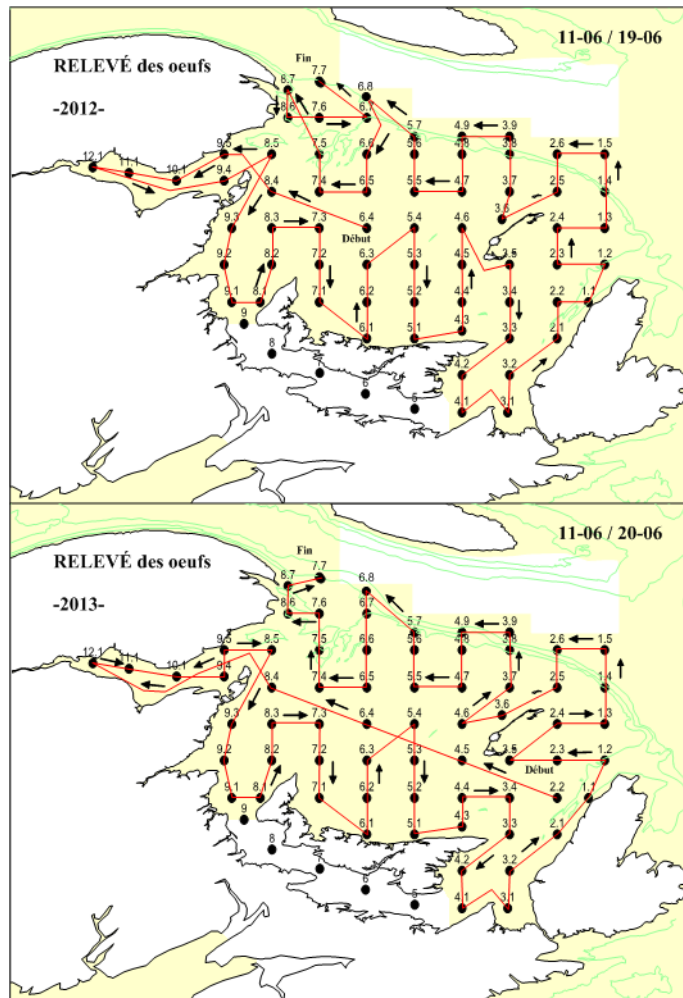 11-06 / 19-06
Fin
RELEVÉ des oeufs
7.7
8.7 6.8
-2012-
8.6 7.6 6.7
5.7 4.9 3.9
9.5 8.5 7.5 6.6 5.6 4.8 3.8 2.6 1.5
12.1 11.1 10.1 9.4
8.4 7.4 6.5 5.5 4.7 3.7 2.5 1.4
3.6
9.3 8.3 7.3 6.4 5.4 4.6 2.4 1.3
Début
9.2 8.2 7.2 6.3 5.3 4.5 3.5 2.3 1.2
9.1 8.1 7.1 6.2 5.2 4.4 3.4 2.2 1.1
9 6.1 5.1 4.3 3.3 2.1
8
4.2 3.2
6
5 4.1 3.1
11-06 / 20-06
Fin
RELEVÉ des oeufs
7.7
8.7 6.8
-2013-
8.6 7.6 6.7
5.7 4.9 3.9
9.5 8.5 7.5 6.6 5.6 4.8 3.8 2.6 1.5
12.1 11.1 10.1 9.4
8.4 7.4 6.5 5.5 4.7 3.7 2.5 1.4
3.6
9.3 8.3 7.3 6.4 5.4 4.6 2.4 1.3
9.2 8.2 7.2 6.3 5.3 4.5 3.5 2.3 1.2
Début
9.1 8.1 7.1 6.2 5.2 4.4 3.4 2.2 1.1
9 6.1 5.1 4.3 3.3 2.1
8
4.2 3.2
6
5 4.1 3.1